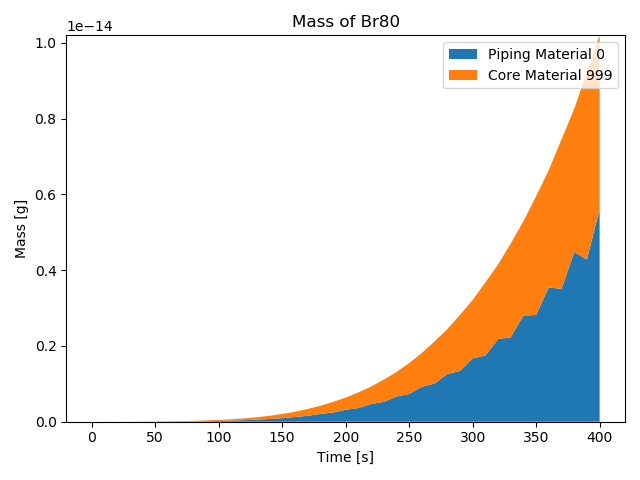 Mass of Br80
1e−14
Piping Material 0
Core Material 999
1.0
0.8
0.6
0.4
0.2
0.0
Mass [g]
0 50 100 150 200 250 300 350 400
Time [s]